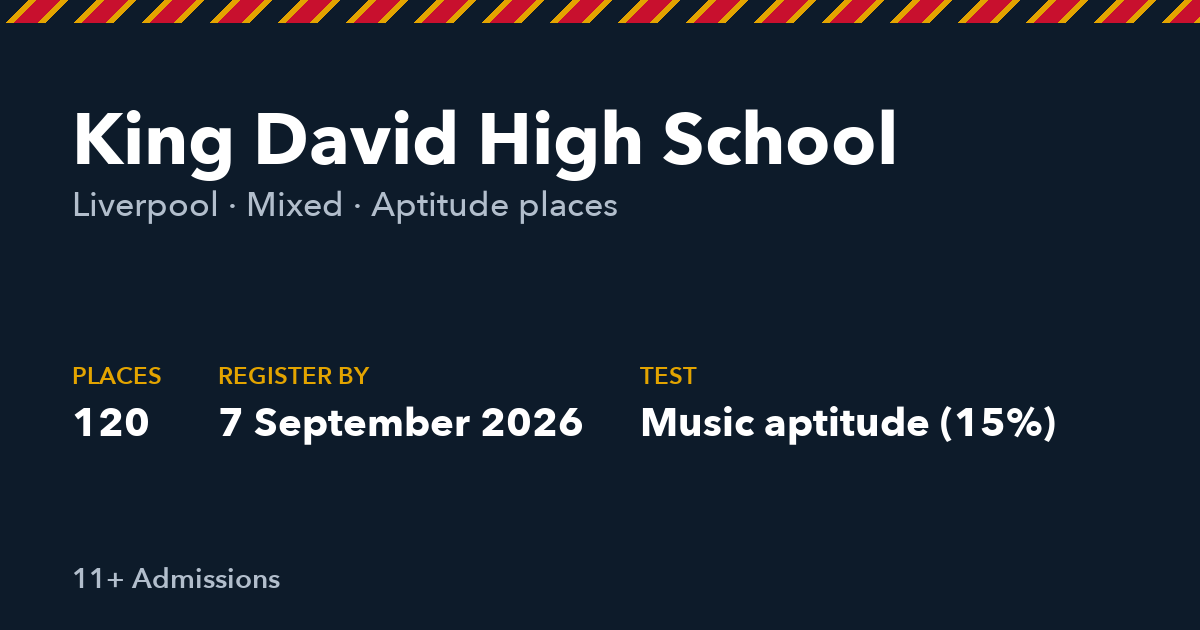 King David High School
Liverpool · Mixed · Aptitude places
PLACES
120
REGISTER BY
7 September 2026
TEST
Music aptitude (15%)
11+ Admissions